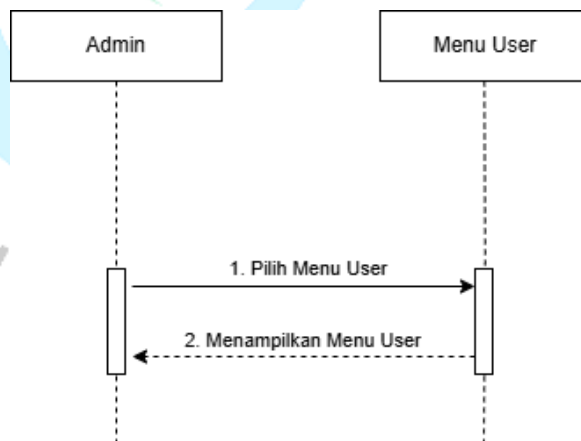 Admin
Menu User
1. Pilih Menu User
2. Menampilkan Menu User